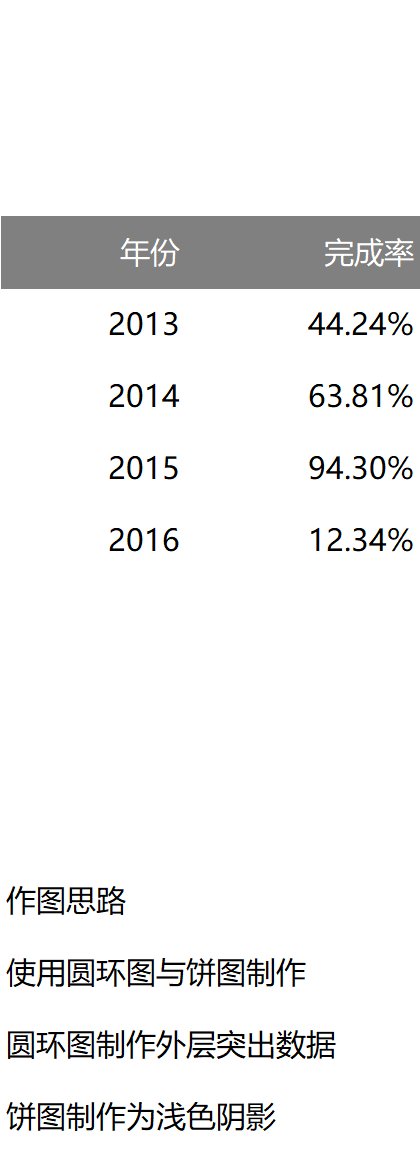 年份 完成率
2013 44.24%
2014 63.81%
2015 94.30%
2016 12.34%
作图思路
使用圆环图与饼图制作
圆环图制作外层突出数据
饼图制作为浅色阴影